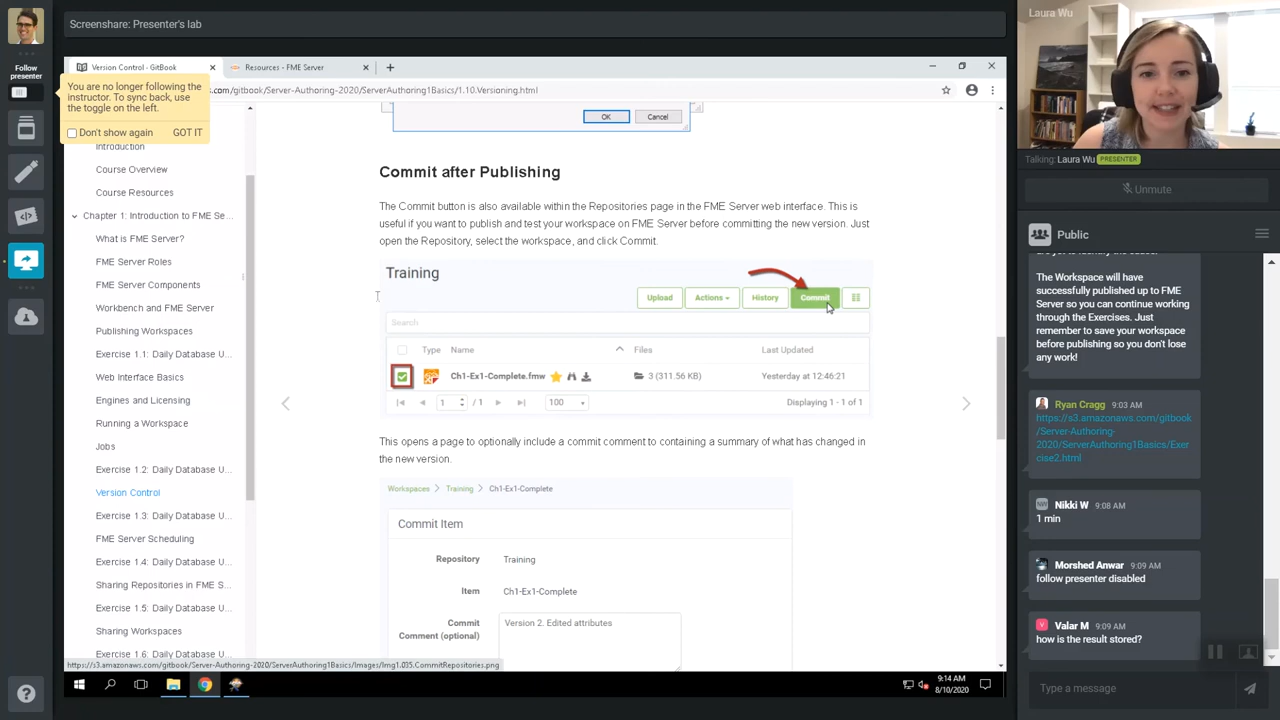 Screenshare: Presenter's lab
Laura Wu
Follow
presenter
Version Control - GitBook
Resources - FME Server
You are no longer following the
instructor. To sync back, use
the toggle on the left.
Don't show again
GOT IT
.com/gitbook/Server-Authoring-2020/ServerAuthoring1Basics/1.10.Versioning.html
Introduction
Course Overview
Course Resources
Chapter 1: Introduction to FME Se...
What is FME Server?
FME Server Roles
FME Server Components
Workbench and FME Server
Publishing Workspaces
Exercise 1.1: Daily Database U...
Web Interface Basics
Engines and Licensing
Running a Workspace
Jobs
Exercise 1.2: Daily Database U...
Version Control
Exercise 1.3: Daily Database U...
FME Server Scheduling
Exercise 1.4: Daily Database U...
Sharing Repositories in FME S...
Exercise 1.5: Daily Database U...
Sharing Workspaces
Exercise 1.6: Daily Database U...
OK
Cancel
Commit after Publishing
The Commit button is also available within the Repositories page in the FME Server web interface. This is
useful if you want to publish and test your workspace on FME Server before committing the new version. Just
open the Repository, select the workspace, and click Commit.
Training
Upload
Actions
History
Commit
Search
Type
Name
Files
Last Updated
Ch1-Ex1-Complete.fmw
3 (311.56 KB)
Yesterday at 12:46:21
1
/ 1
100
Displaying 1 - 1 of 1
This opens a page to optionally include a commit comment to containing a summary of what has changed in
the new version.
Workspaces > Training > Ch1-Ex1-Complete
Commit Item
Repository
Training
Item
Ch1-Ex1-Complete
Commit
Comment (optional)
Version 2. Edited attributes
https://s3.amazonaws.com/gitbook/Server-Authoring-2020/ServerAuthoring1Basics/Images/Img1.035.CommitRepositories.png
9:14 AM
8/10/2020
Talking: Laura Wu PRESENTER
Unmute
Public
The Workspace will have
successfully published up to FME
Server so you can continue working
through the Exercises. Just
remember to save your workspace
before publishing so you don't lose
any work!
Ryan Cragg 9:03 AM
https://s3.amazonaws.com/gitbook
/Server-Authoring-
2020/ServerAuthoring1Basics/Exer
cise2.html
NW
Nikki W 9:08 AM
1 min
Morshed Anwar 9:09 AM
follow presenter disabled
V
Valar M 9:09 AM
how is the result stored?
Type a message